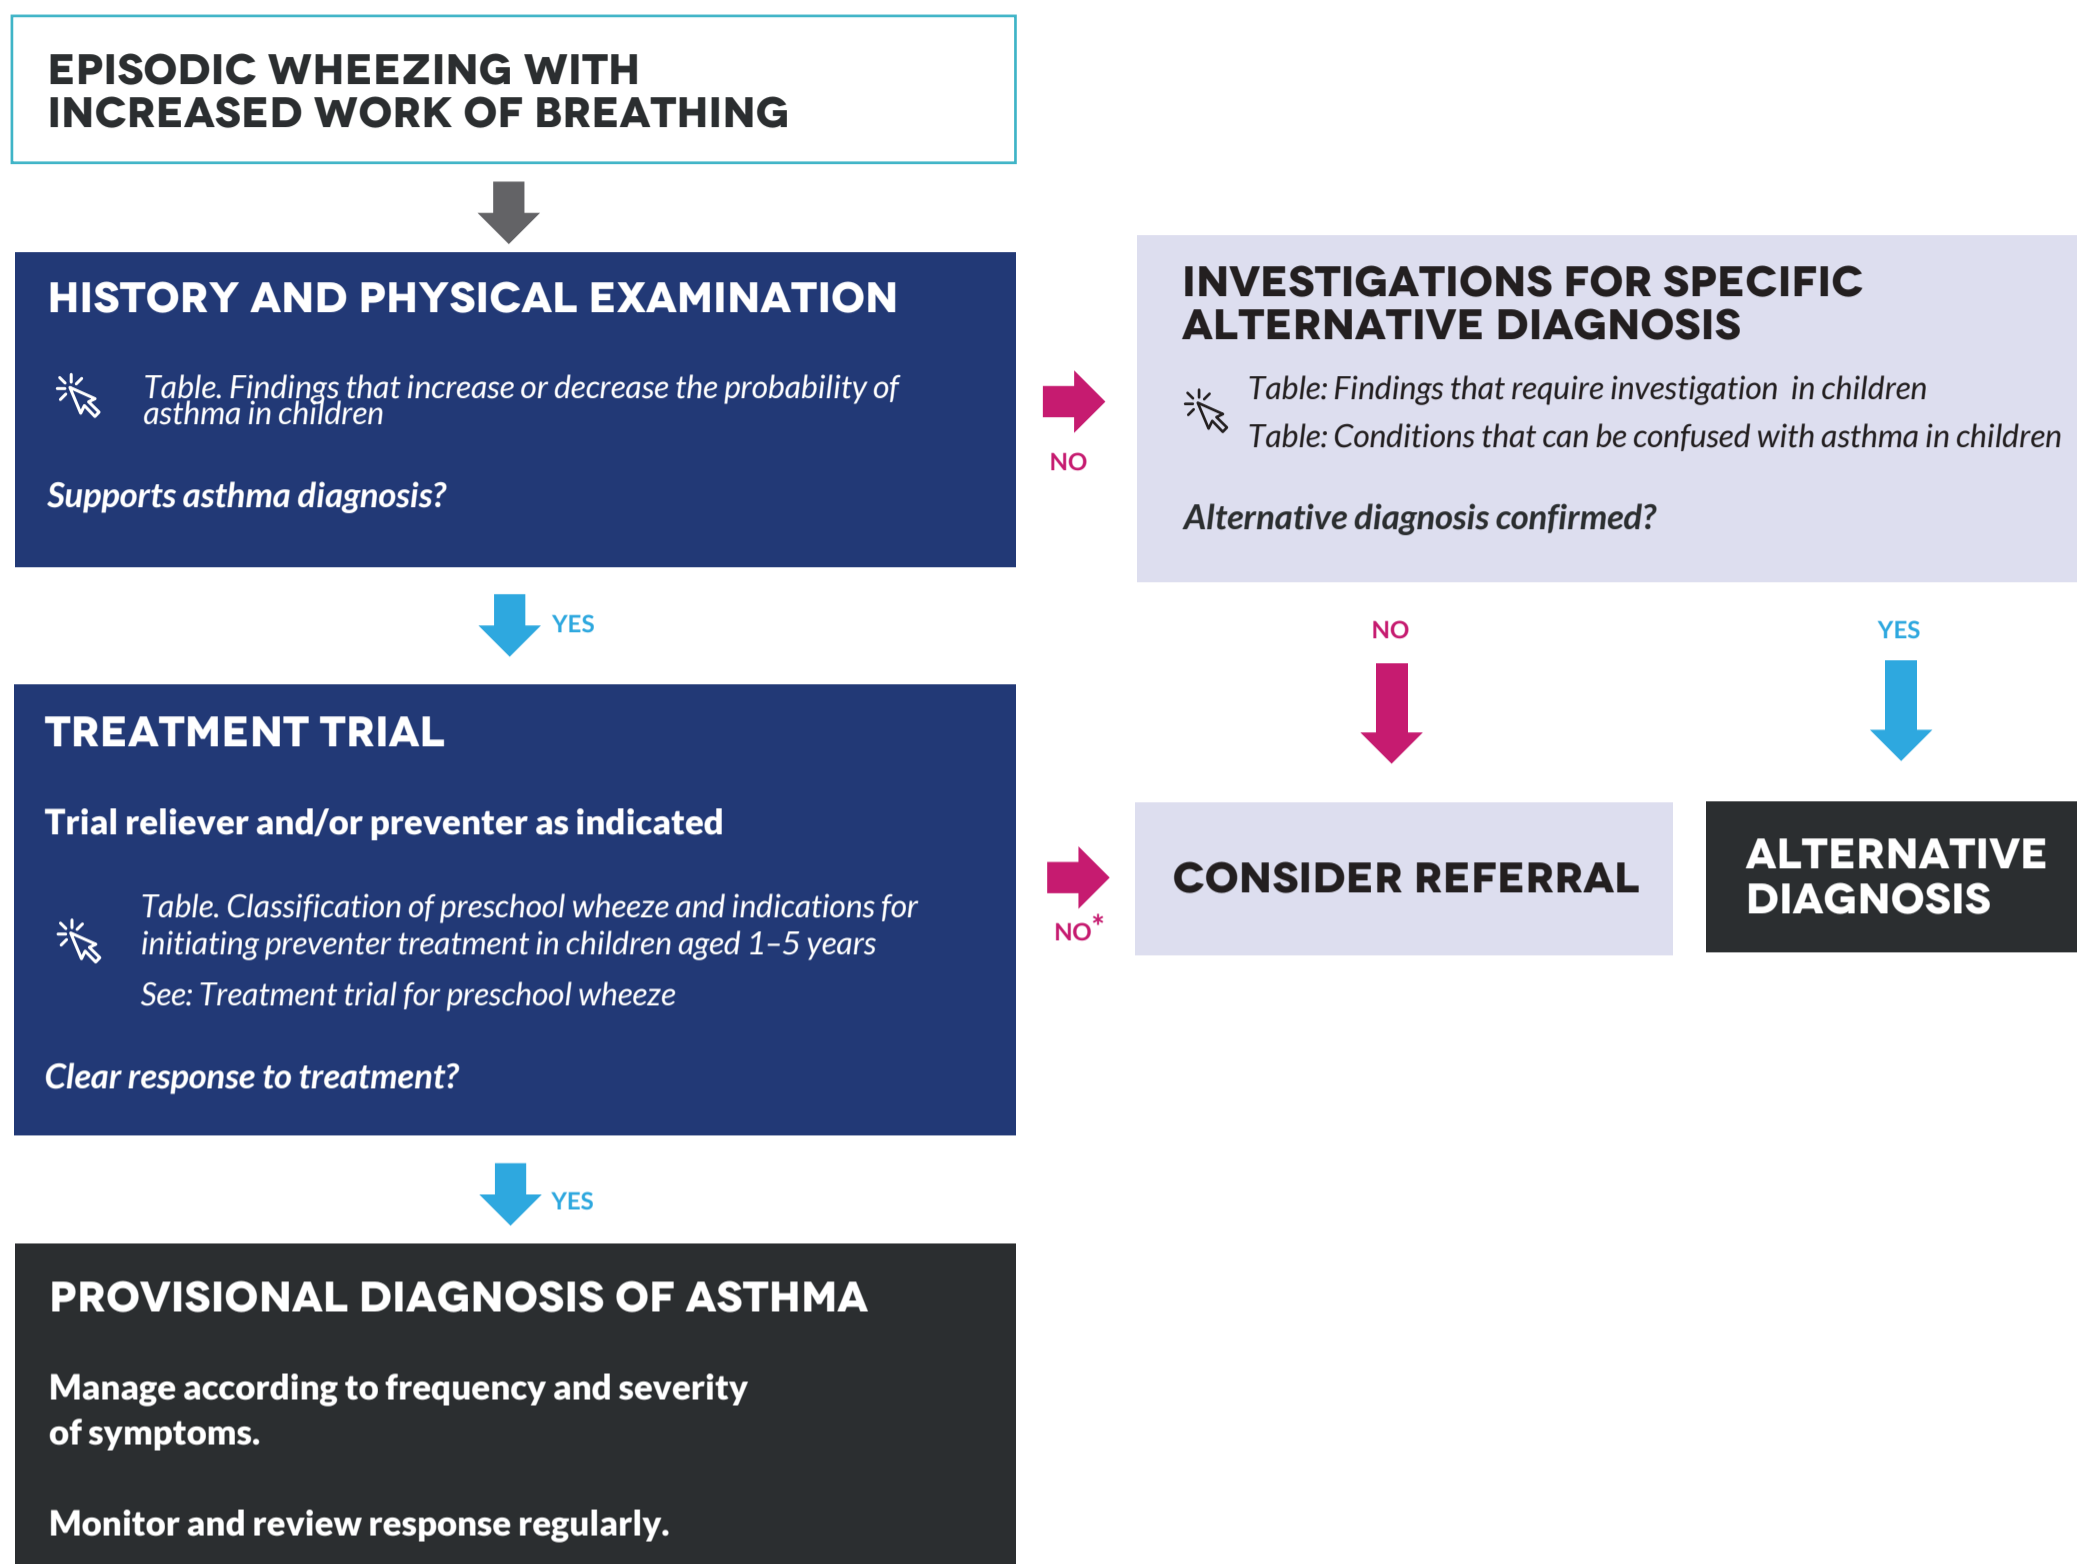 EPISODIC WHEEZING WITH
INCREASED WORK OF BREATHING
HISTORY AND PHYSICAL EXAMINATION
Table. Findings that increase or decrease the probability of
asthma in children
Supports asthma diagnosis?
NO
INVESTIGATIONS FOR SPECIFIC
ALTERNATIVE DIAGNOSIS
Table: Findings that require investigation in children
Table: Conditions that can be confused with asthma in children
Alternative diagnosis confirmed?
YES
NO
YES
TREATMENT TRIAL
Trial reliever and/or preventer as indicated
Table. Classification of preschool wheeze and indications for
initiating preventer treatment in children aged 1–5 years
See: Treatment trial for preschool wheeze
Clear response to treatment?
NO*
CONSIDER REFERRAL
ALTERNATIVE
DIAGNOSIS
YES
PROVISIONAL DIAGNOSIS OF ASTHMA
Manage according to frequency and severity
of symptoms.
Monitor and review response regularly.